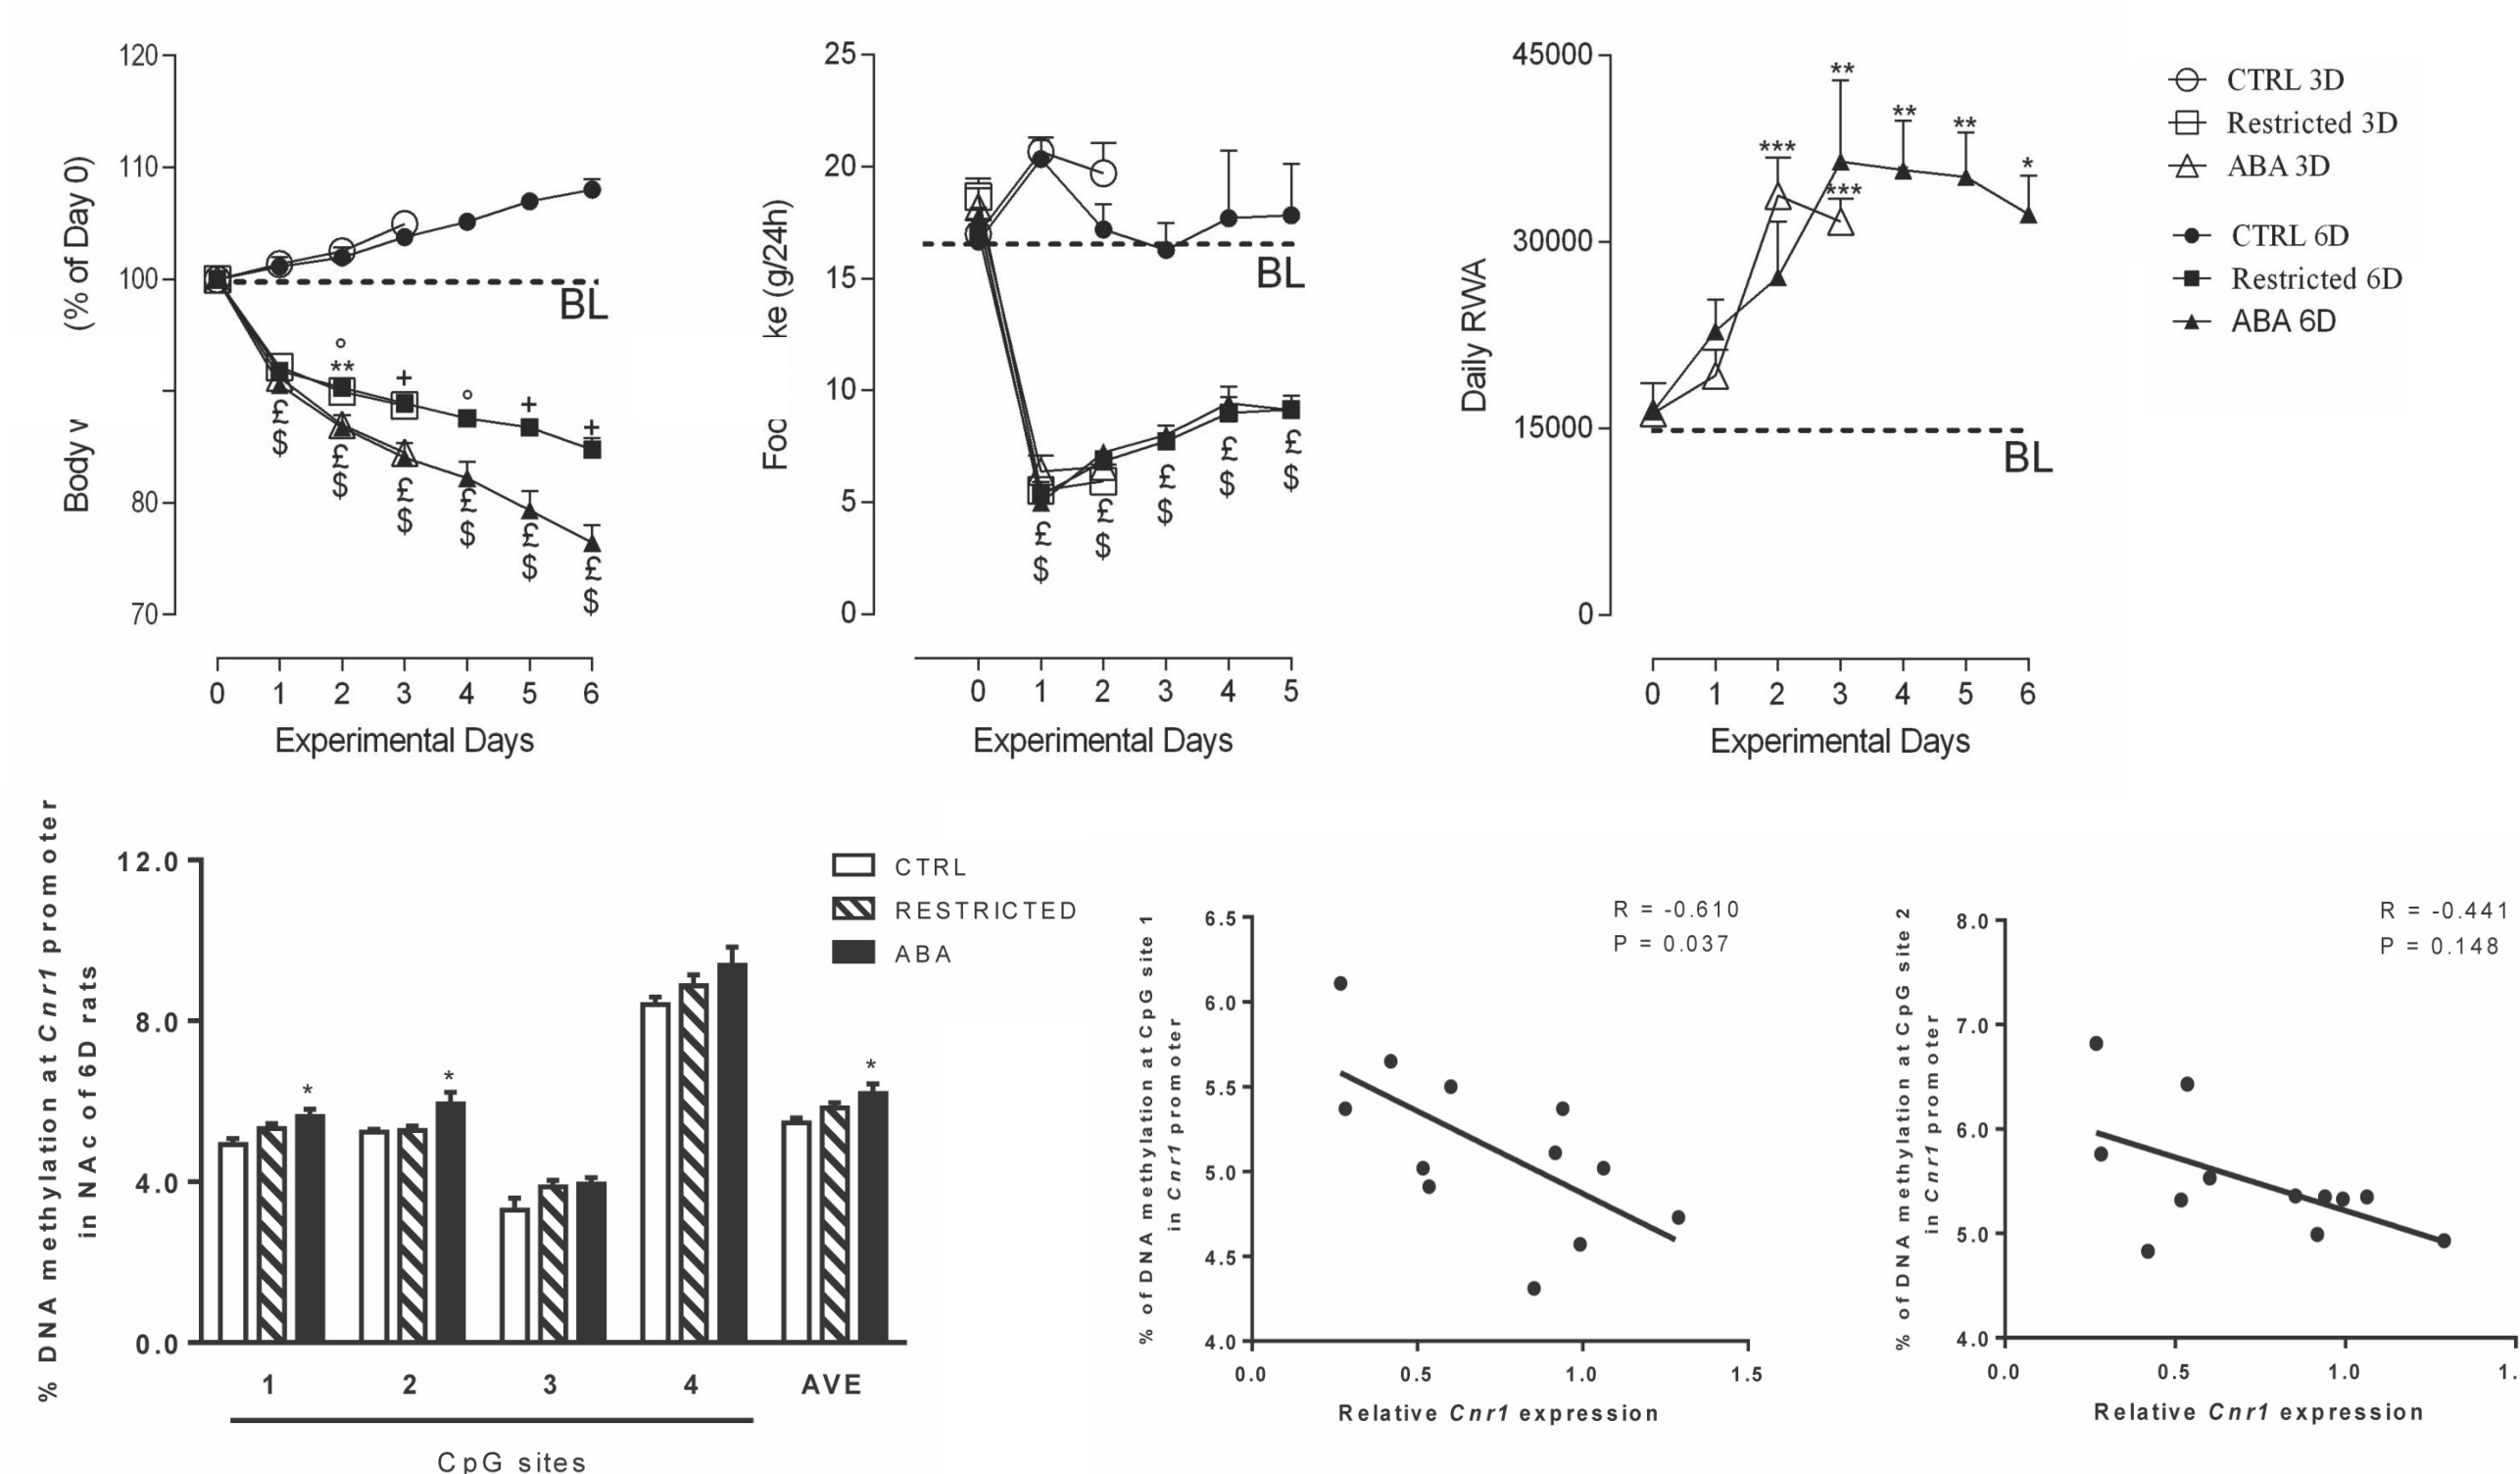 (% of Day 0)
Body
120
110
100
80
70
BL
°
**
+
°
+
+
£
$
£
$
£
$
£
$
£
$
£
$
0 1 2 3 4 5 6
Experimental Days
ke (g/24h)
25
20
15
10
5
0
BL
£
$
£
$
£
$
£
$
£
$
0 1 2 3 4 5
Experimental Days
Daily RWA
45000
30000
15000
0
***
**
***
**
**
*
BL
0 1 2 3 4 5 6
Experimental Days
CTRL 3D
Restricted 3D
ABA 3D
CTRL 6D
Restricted 6D
ABA 6D
% DNA methylation at Cnr1 promoter
in NAc of 6D rats
12.0
8.0
4.0
0.0
*
*
*
CTRL
RESTRICTED
ABA
1 2 3 4 AVE
CpG sites
% of DNA methylation at CpG site 1
in Cnr1 promoter
6.5
6.0
5.5
5.0
4.5
4.0
R = -0.610
P = 0.037
0.0 0.5 1.0 1.5
Relative Cnr1 expression
% of DNA methylation at CpG site 2
in Cnr1 promoter
8.0
7.0
6.0
5.0
4.0
R = -0.441
P = 0.148
0.0 0.5 1.0 1.
Relative Cnr1 expression